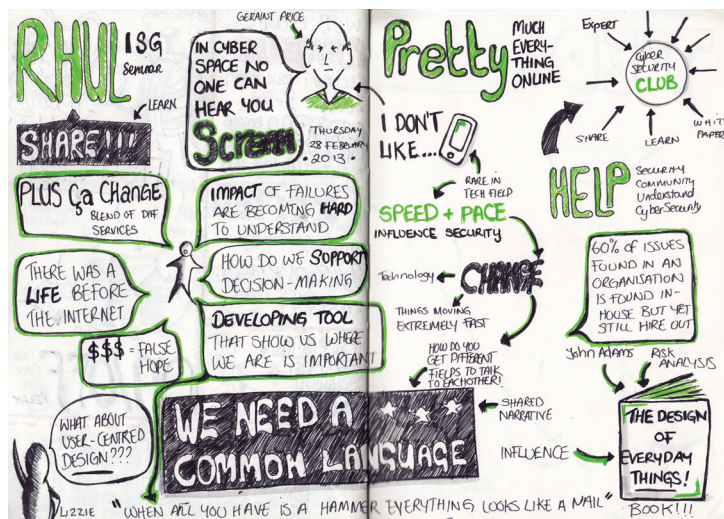 GERAINT PRICE
RHUL ISG
Seminar
LEARN
SHARE!!!
IN CYBER
SPACE NO
ONE CAN
HEAR YOU
Scream
THURSDAY
28 FEBRUARY
• 2013 •
PLUS Ça CHANGE
BLEND OF DIFF
SERVICES
IMPACT OF FAILURES
ARE BECOMING HARD
TO UNDERSTAND
THERE WAS A
LIFE BEFORE
THE INTERNET
HOW DO WE SUPPORT
DECISION-MAKING
$$$ = FALSE
HOPE
DEVELOPING TOOL
THAT SHOW US WHERE
WE ARE IS IMPORTANT
WHAT ABOUT
USER-CENTRED
DESIGN???
LIZZIE
WE NEED A
COMMON LANGUAGE
"WHEN ALL YOU HAVE IS A HAMMER EVERYTHING LOOKS LIKE A NAIL"
Pretty
MUCH
EVERY-
THING
ONLINE
I DON'T
LIKE...
RARE IN
TECH FIELD
SPEED + PACE
INFLUENCE SECURITY
Technology
CHANGE
THINGS MOVING
EXTREMELY FAST
HOW DO YOU
GET DIFFERENT
FIELDS TO TALK
TO EACHOTHER!
SHARED
NARRATIVE
INFLUENCE
Expert
Cyber
SECURITY
CLUB
SHARE
LEARN
WHITE
PAPER
HELP
SECURITY
COMMUNITY
Understand
CyberSecurity
60% OF ISSUES
FOUND IN AN
ORGANISATION
IS FOUND IN-
HOUSE BUT YET
STILL HIRE OUT
John Adams
RISK
ANALYSIS
THE DESIGN
OF
EVERYDAY
THINGS!
BOOK!!!